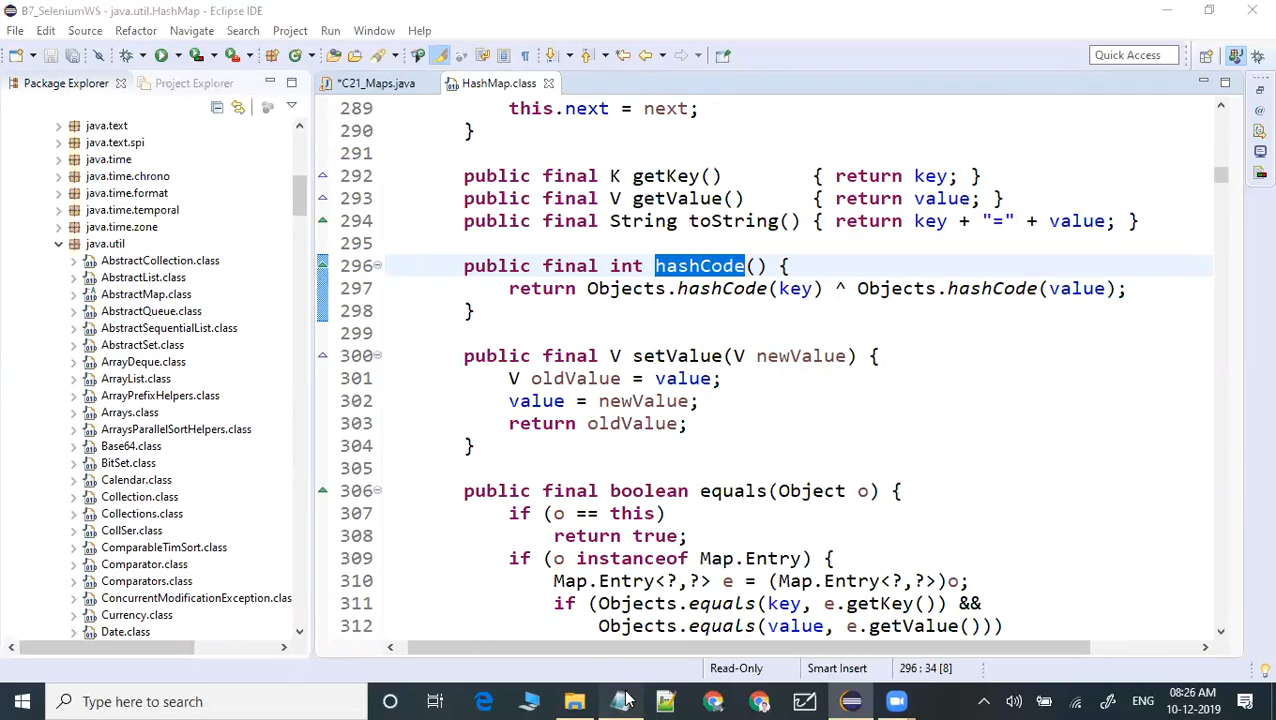 B7_SeleniumWS - java.util.HashMap - Eclipse IDE
File Edit Source Refactor Navigate Search Project Run Window Help
Quick Access
Package Explorer Project Explorer
java.text
java.text.spi
java.time
java.time.chrono
java.time.format
java.time.temporal
java.time.zone
java.util
AbstractCollection.class
AbstractList.class
AbstractMap.class
AbstractQueue.class
AbstractSequentialList.class
AbstractSet.class
ArrayDeque.class
ArrayList.class
ArrayPrefixHelpers.class
Arrays.class
ArraysParallelSortHelpers.class
Base64.class
BitSet.class
Calendar.class
Collection.class
Collections.class
CollSer.class
ComparableTimSort.class
Comparator.class
Comparators.class
ConcurrentModificationException.clas
Currency.class
Date.class
*C21_Maps.java HashMap.class
289 this.next = next;
290 }
291
292 public final K getKey() { return key; }
293 public final V getValue() { return value; }
294 public final String toString() { return key + "=" + value; }
295
296 public final int hashCode() {
297 return Objects.hashCode(key) ^ Objects.hashCode(value);
298 }
299
300 public final V setValue(V newValue) {
301 V oldValue = value;
302 value = newValue;
303 return oldValue;
304 }
305
306 public final boolean equals(Object o) {
307 if (o == this)
308 return true;
309 if (o instanceof Map.Entry) {
310 Map.Entry<?,?> e = (Map.Entry<?,?>)o;
311 if (Objects.equals(key, e.getKey()) &&
312 Objects.equals(value, e.getValue()))
Read-Only Smart Insert 296 : 34 [8]
Type here to search
ENG
08:26 AM
10-12-2019